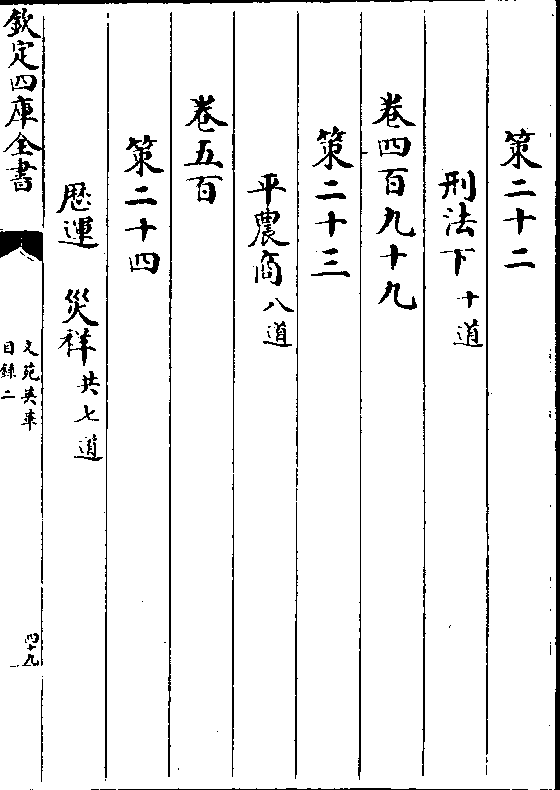 策二十二
刑法下十道
卷四百九十九
策二十三
平農商八道
卷五百
策二十四
歴運　災祥共七道
欽定四庫全書
文苑英華
目錄二
四十九